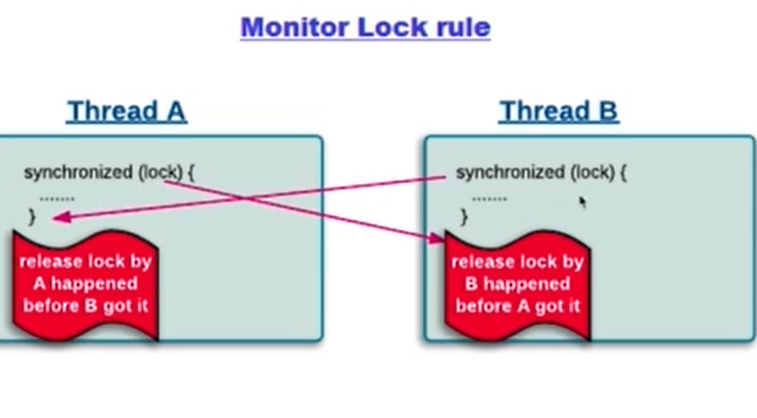 Monitor Lock rule
Thread A
synchronized (lock) {
.......
}
release lock by
A happened
before B got it
Thread B
synchronized (lock) {
.......
}
release lock by
B happened
before A got it